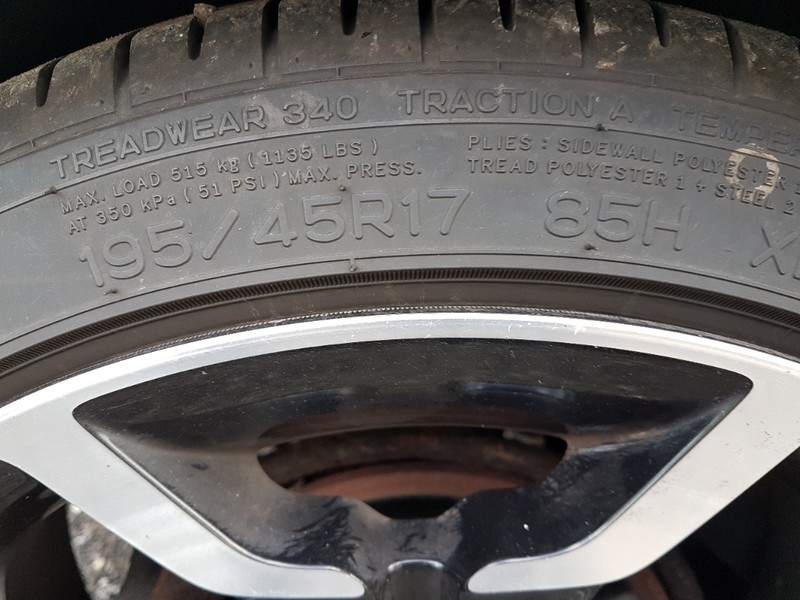 TREADWEAR 340 TRACTION A
MAX. LOAD 515 kg (1135 LBS)
AT 350 kPa (51 PSI) MAX. PRESS.
PLIES : SIDEWALL POLYESTER 1
TREAD POLYESTER 1 + STEEL 2
195/45R17 85H